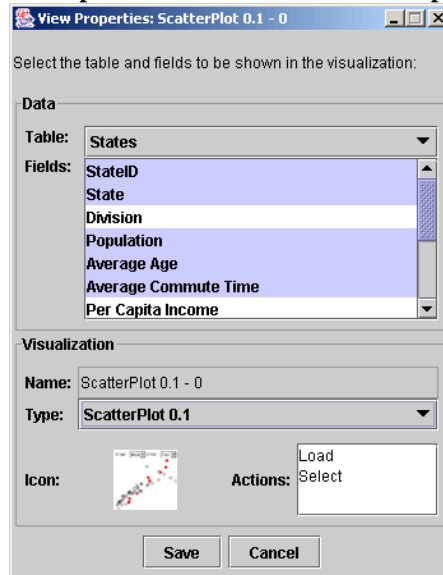 View Properties: ScatterPlot 0.1 - 0
Select the table and fields to be shown in the visualization:
Data
Table: States
Fields: StateID
State
Division
Population
Average Age
Average Commute Time
Per Capita Income
Visualization
Name: ScatterPlot 0.1 - 0
Type: ScatterPlot 0.1
Icon: Actions: Load
Select
Save Cancel